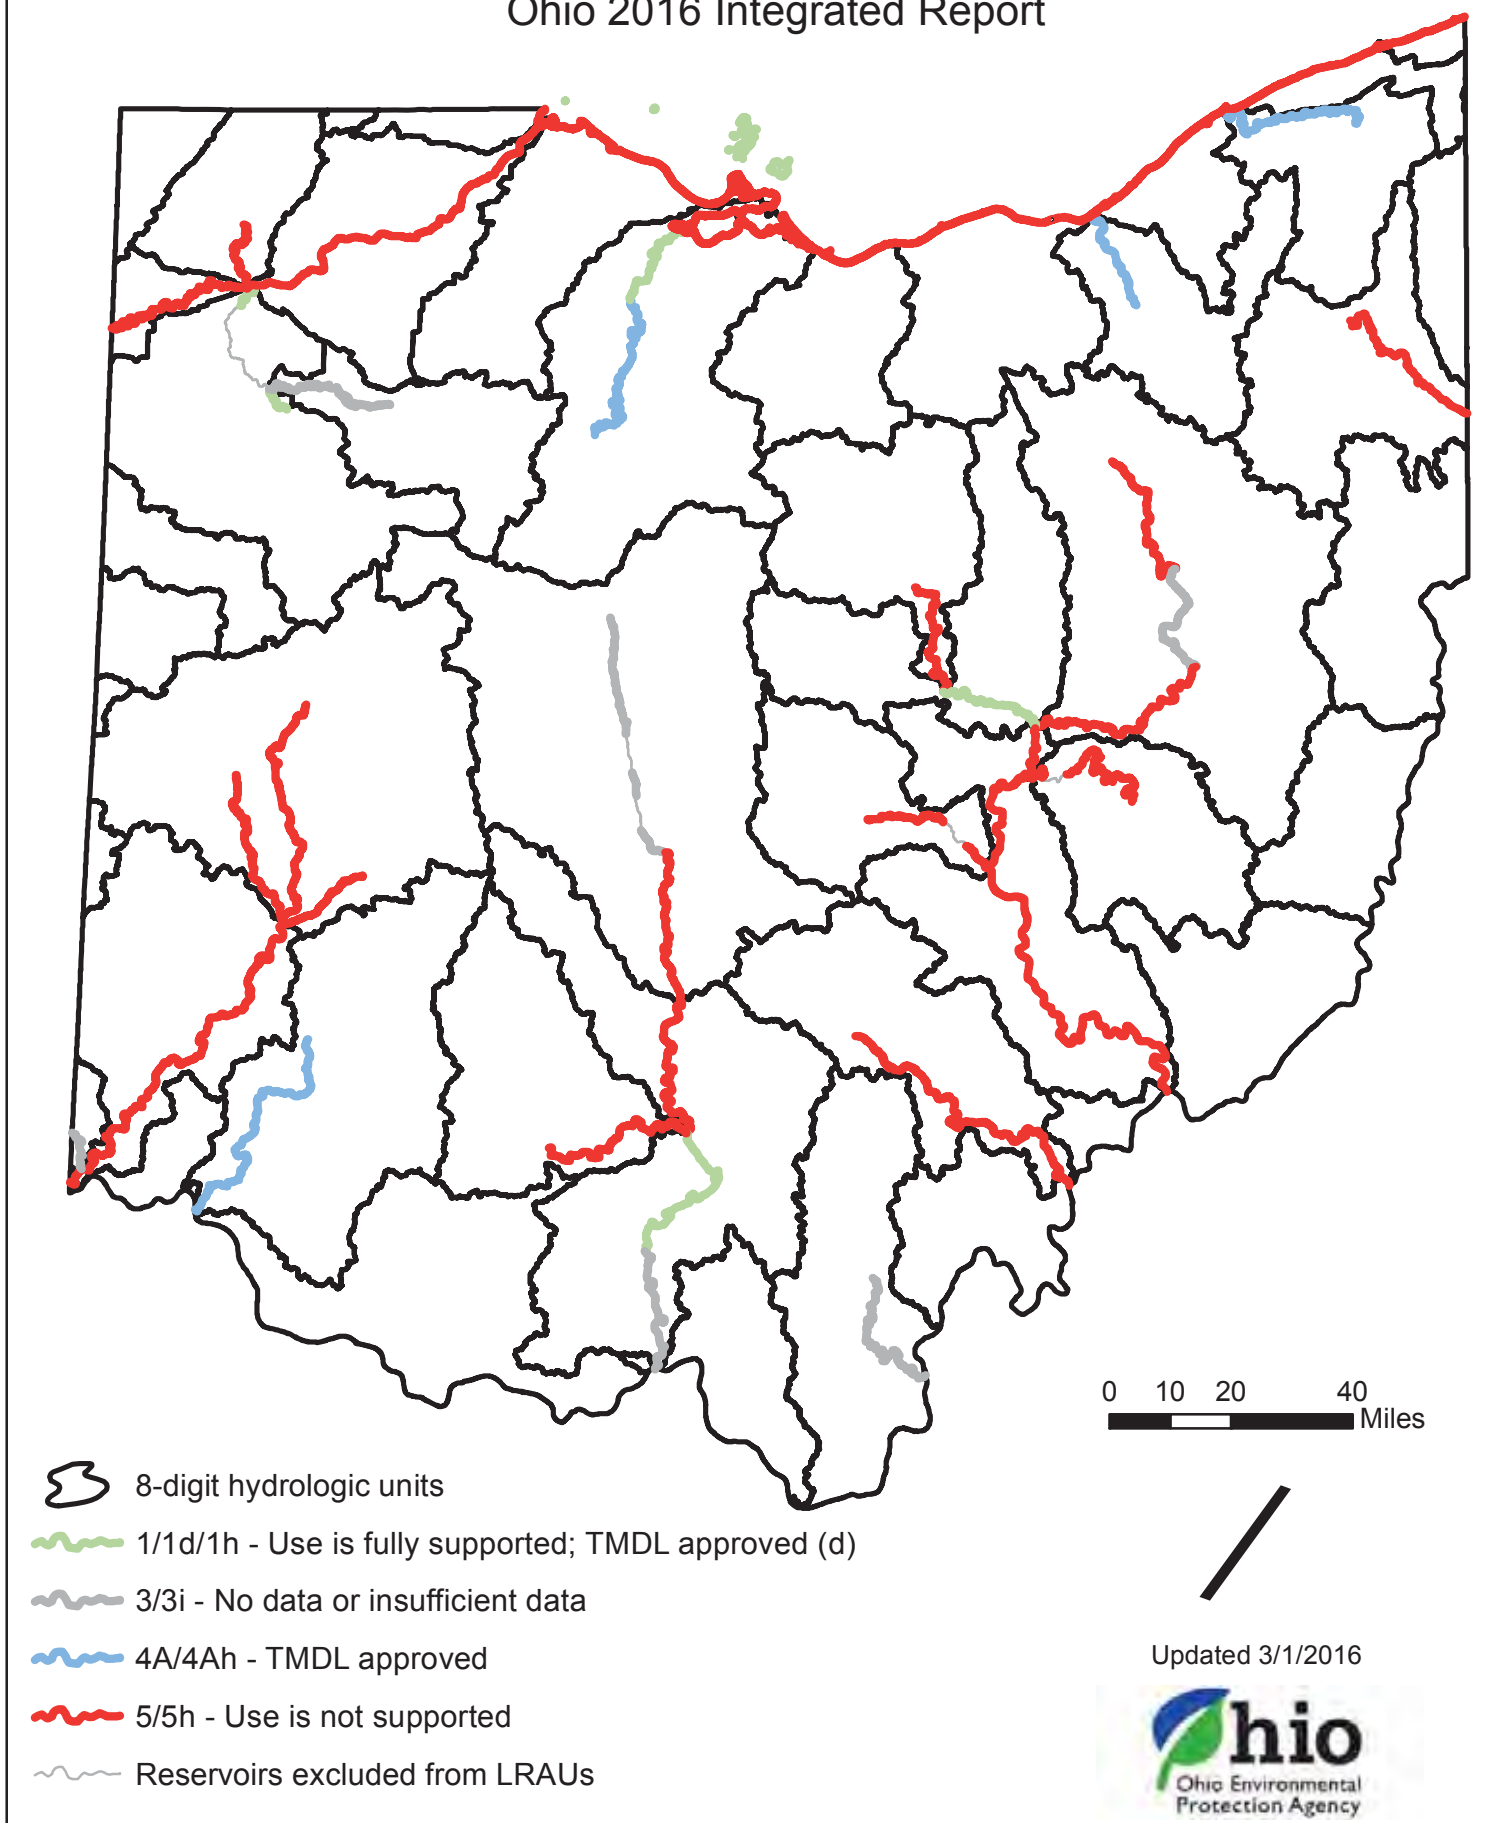 Ohio 2016 Integrated Report
0 10 20 40
Miles
8-digit hydrologic units
1/1d/1h - Use is fully supported; TMDL approved (d)
3/3i - No data or insufficient data
4A/4Ah - TMDL approved
5/5h - Use is not supported
Reservoirs excluded from LRAUs
Updated 3/1/2016
Ohio
Ohio Environmental
Protection Agency